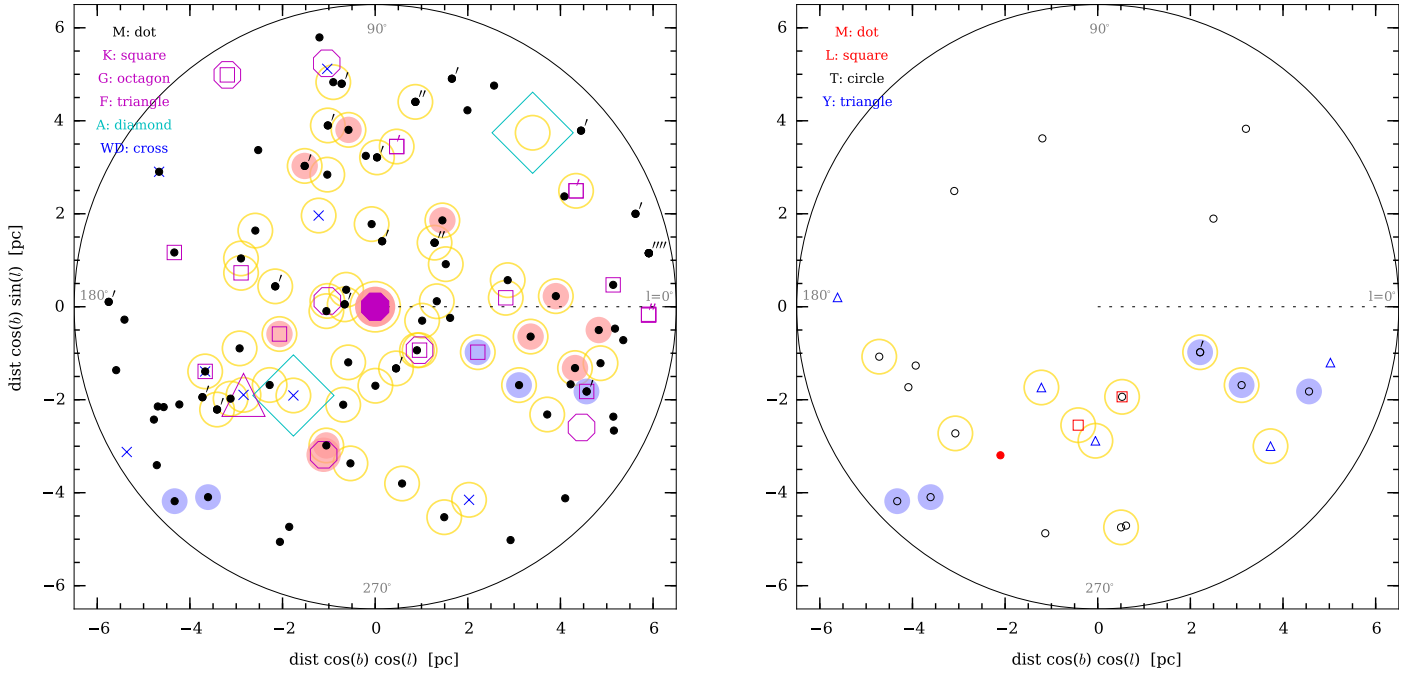 M: dot
K: square
G: octagon
F: triangle
A: diamond
WD: cross
90°
180°
l=0°
270°
6
4
2
0
−2
−4
−6
−6
−4
−2
0
2
4
6
dist cos(b) sin(l) [pc]
dist cos(b) cos(l) [pc]
M: dot
L: square
T: circle
Y: triangle
90°
180°
l=0°
270°
6
4
2
0
−2
−4
−6
−6
−4
−2
0
2
4
6
dist cos(b) cos(l) [pc]